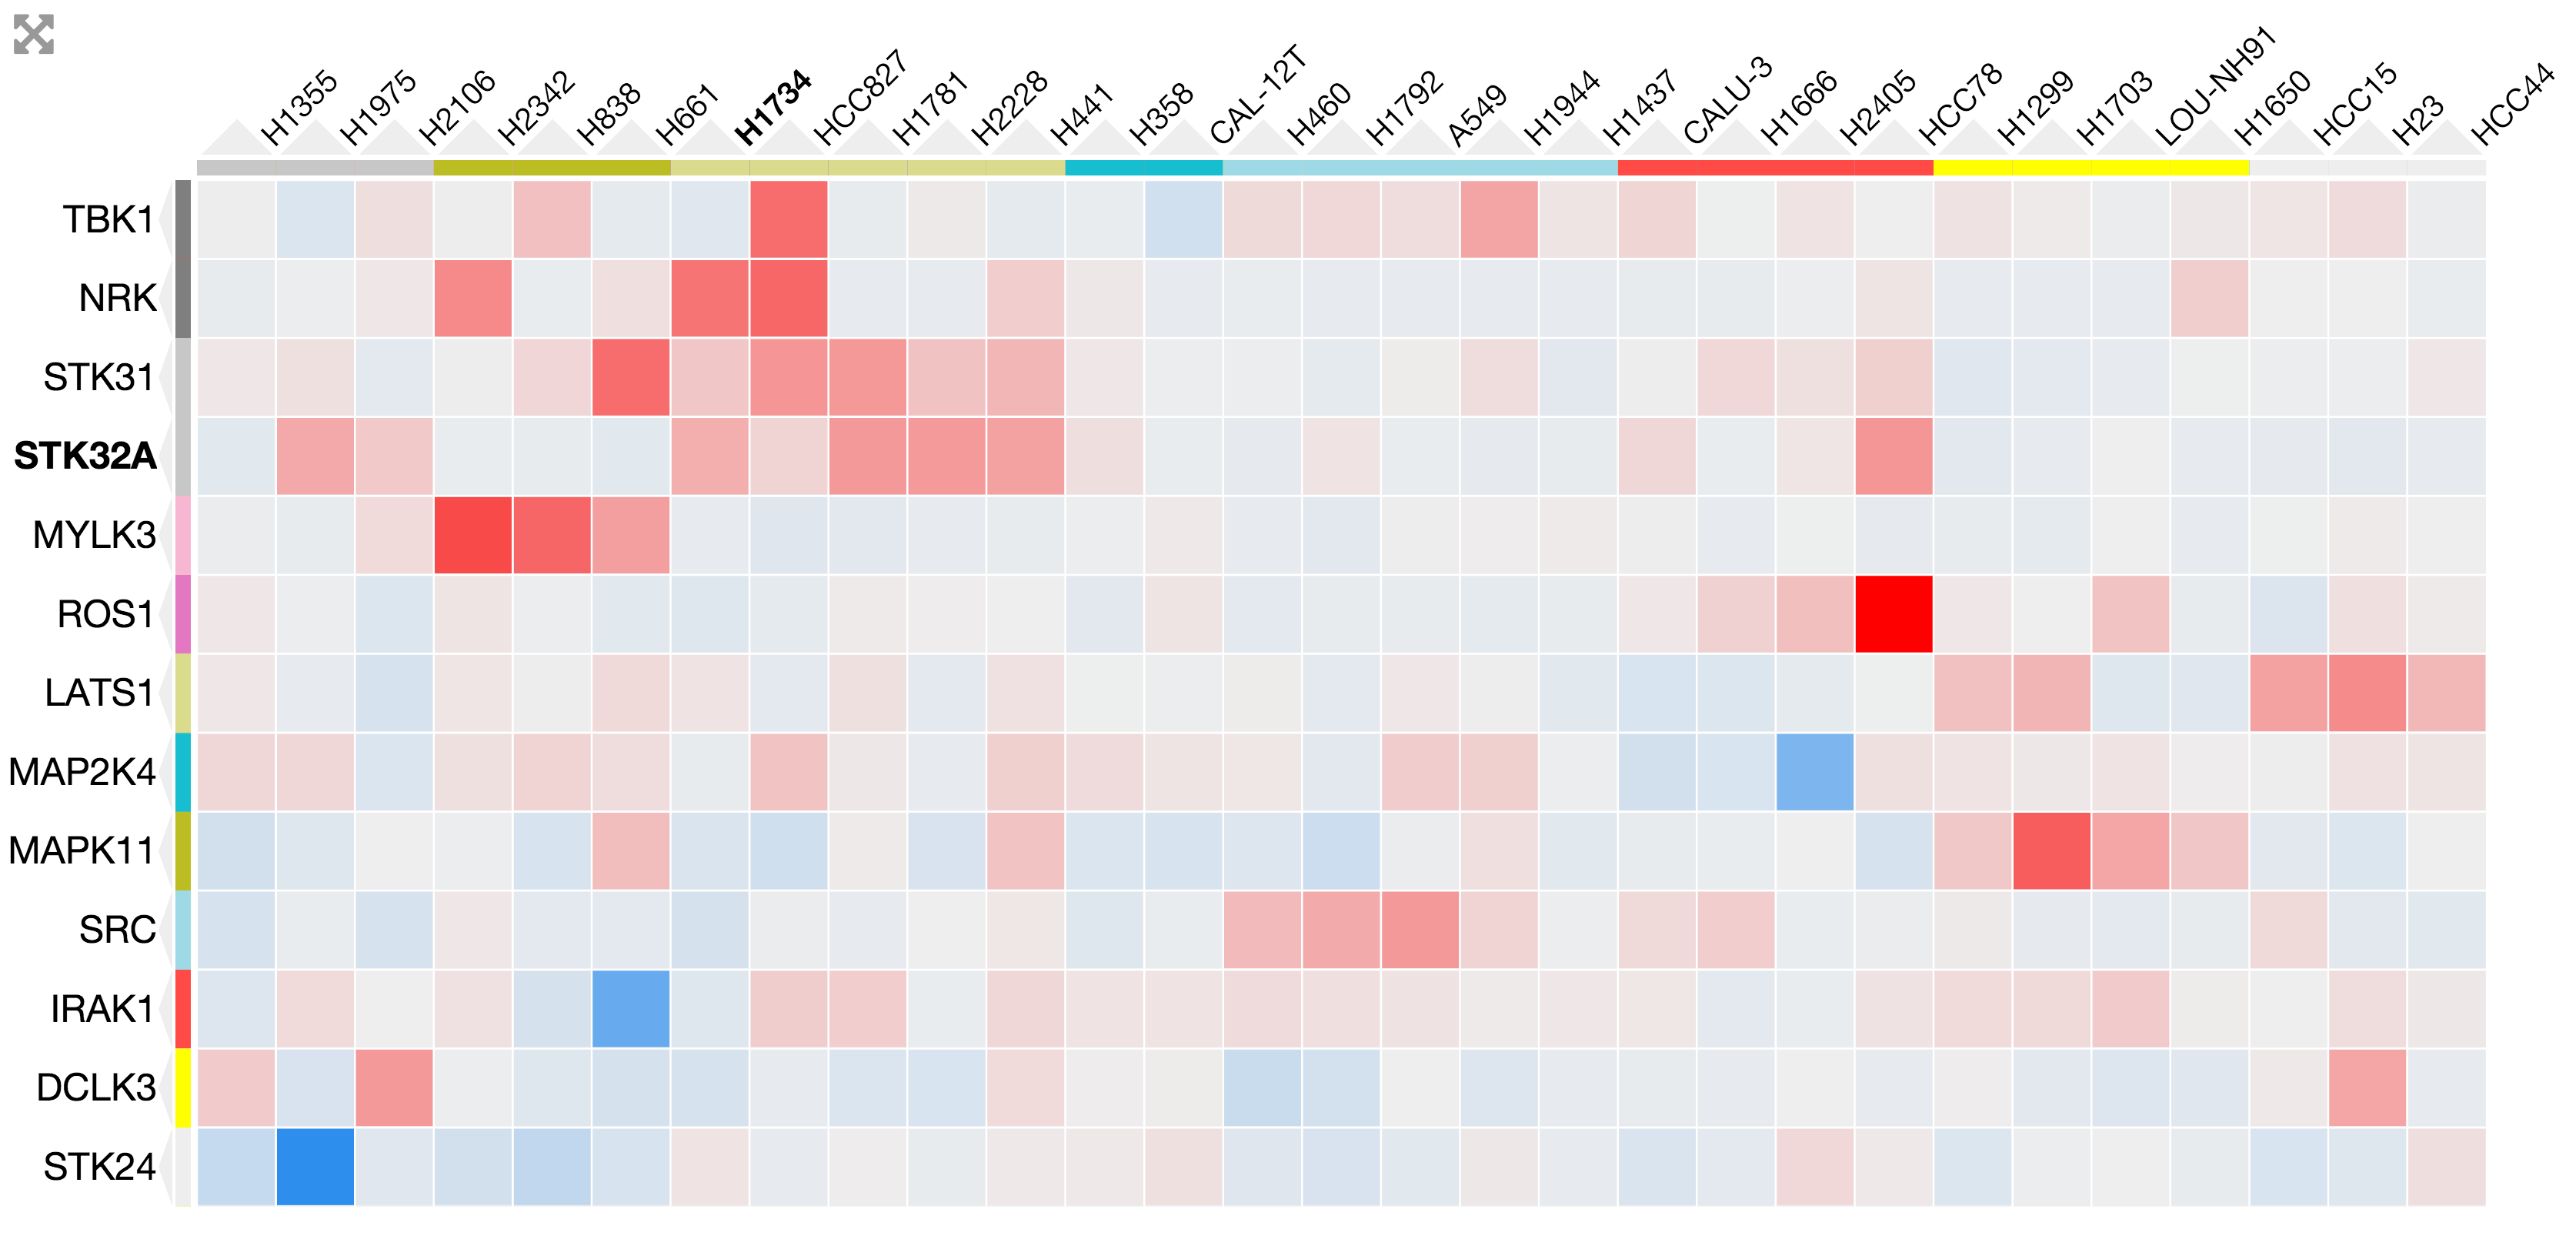 H1355
H1975
H2106
H2342
H838
H661
H1734
HCC827
H1781
H2228
H441
H358
CAL-12T
H460
H1792
A549
H1944
H1437
CALU-3
H1666
H2405
HCC78
H1299
H1703
LOU-NH91
H1650
HCC15
H23
HCC44
TBK1
NRK
STK31
STK32A
MYLK3
ROS1
LATS1
MAP2K4
MAPK11
SRC
IRAK1
DCLK3
STK24